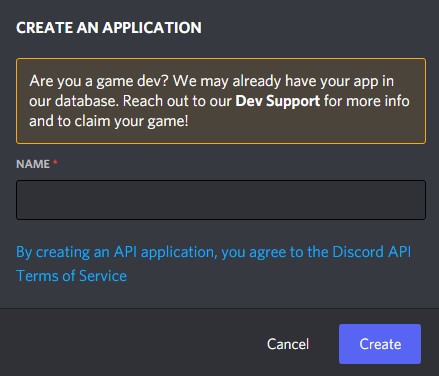 CREATE AN APPLICATION
Are you a game dev? We may already have your app in
our database. Reach out to our Dev Support for more info
and to claim your game!
NAME *
By creating an API application, you agree to the Discord API
Terms of Service
Cancel
Create